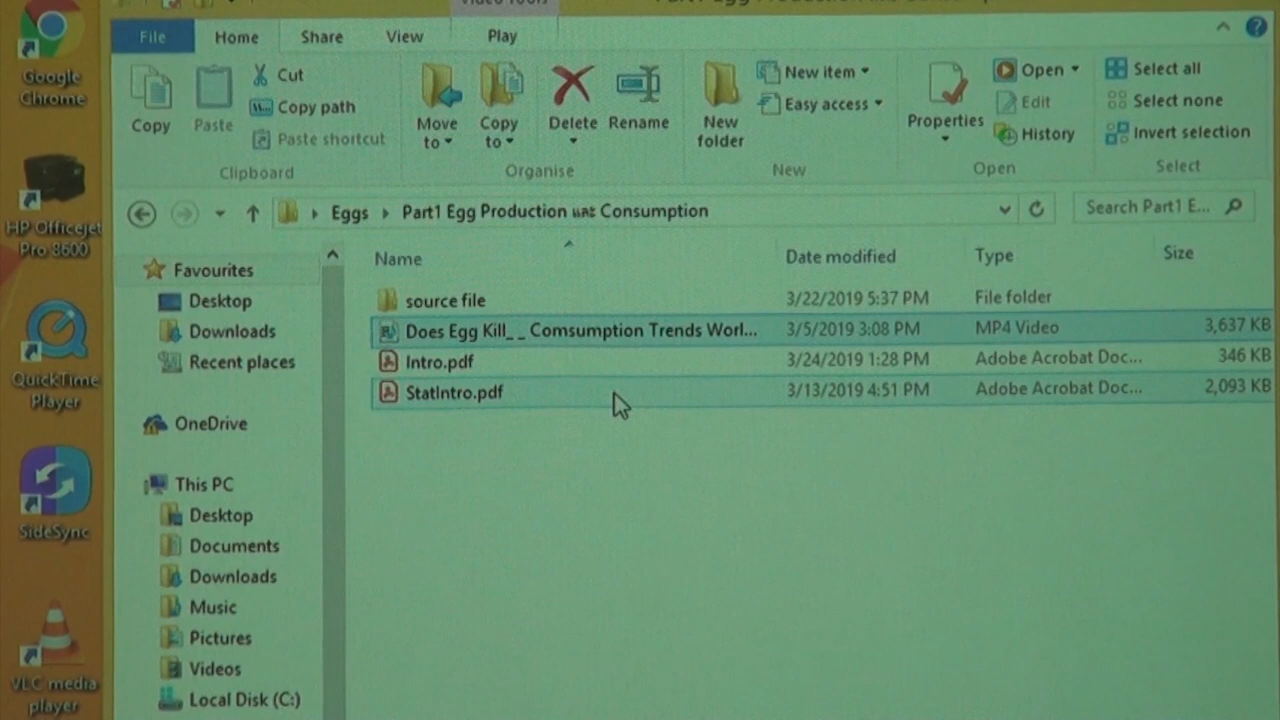 Google
Chrome
HP Officejet
Pro 8600
QuickTime
Player
SideSync
VLC media
player
Video Tools
File
Home
Share
View
Play
Copy
Paste
Cut
Copy path
Paste shortcut
Clipboard
Move
to
Copy
to
Delete
Rename
Organise
New
folder
New item
Easy access
New
Properties
Open
Edit
History
Open
Select all
Select none
Invert selection
Select
Eggs
Part1 Egg Production และ Consumption
Search Part1 E...
Favourites
Desktop
Downloads
Recent places
OneDrive
This PC
Desktop
Documents
Downloads
Music
Pictures
Videos
Local Disk (C:)
Name Date modified Type Size
source file 3/22/2019 5:37 PM File folder
Does Egg Kill_ _ Comsumption Trends Worl... 3/5/2019 3:08 PM MP4 Video 3,637 KB
Intro.pdf 3/24/2019 1:28 PM Adobe Acrobat Doc... 346 KB
StatIntro.pdf 3/13/2019 4:51 PM Adobe Acrobat Doc... 2,093 KB